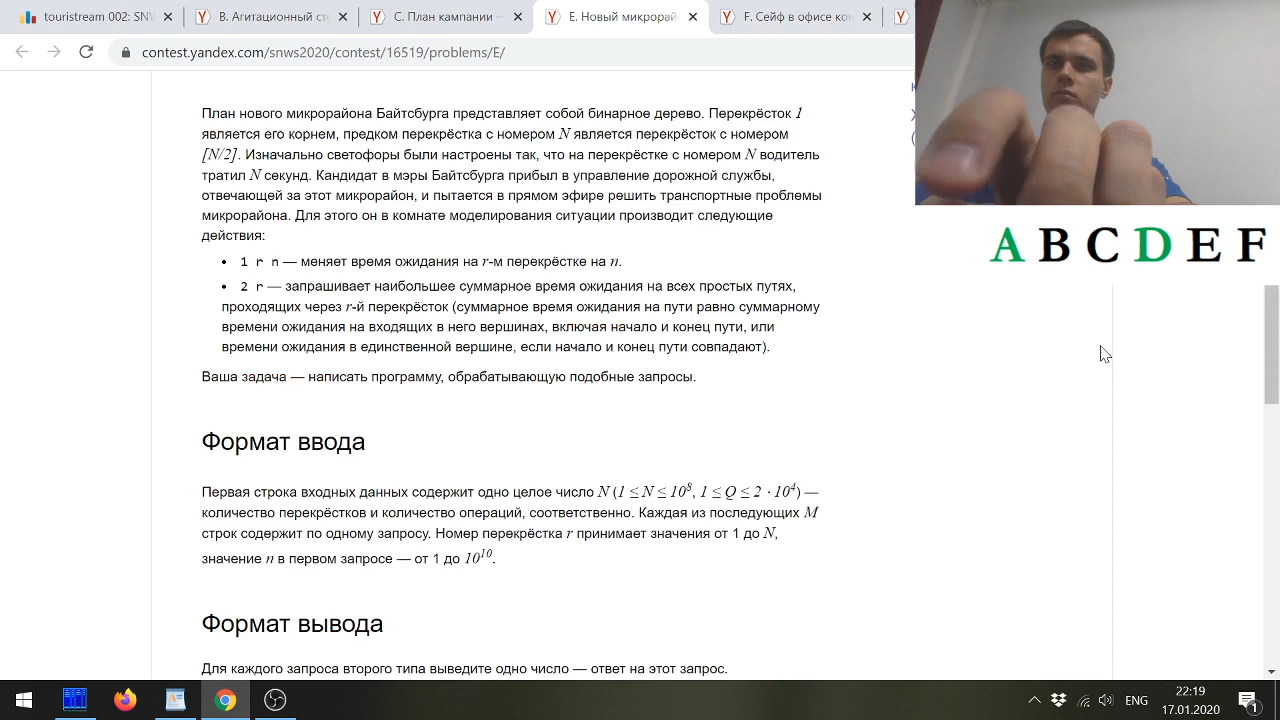 touristream 002: SNW
B. Агитационный ст
C. План кампании —
E. Новый микрорай
F. Сейф в офисе кон
contest.yandex.com/snws2020/contest/16519/problems/E/
План нового микрорайона Байтсбурга представляет собой бинарное дерево. Перекрёсток 1
является его корнем, предком перекрёстка с номером N является перекрёсток с номером
[N/2]. Изначально светофоры были настроены так, что на перекрёстке с номером N водитель
тратил N секунд. Кандидат в мэры Байтсбурга прибыл в управление дорожной службы,
отвечающей за этот микрорайон, и пытается в прямом эфире решить транспортные проблемы
микрорайона. Для этого он в комнате моделирования ситуации производит следующие
действия:
• 1 r n — меняет время ожидания на r-м перекрёстке на n.
• 2 r — запрашивает наибольшее суммарное время ожидания на всех простых путях,
проходящих через r-й перекрёсток (суммарное время ожидания на пути равно суммарному
времени ожидания на входящих в него вершинах, включая начало и конец пути, или
времени ожидания в единственной вершине, если начало и конец пути совпадают).
Ваша задача — написать программу, обрабатывающую подобные запросы.
Формат ввода
Первая строка входных данных содержит одно целое число N (1 ≤ N ≤ 10⁸, 1 ≤ Q ≤ 2 · 10⁴) —
количество перекрёстков и количество операций, соответственно. Каждая из последующих M
строк содержит по одному запросу. Номер перекрёстка r принимает значения от 1 до N,
значение n в первом запросе — от 1 до 10¹⁰.
Формат вывода
Для каждого запроса второго типа выведите одно число — ответ на этот запрос.
A B C D E F
ENG
22:19
17.01.2020
1